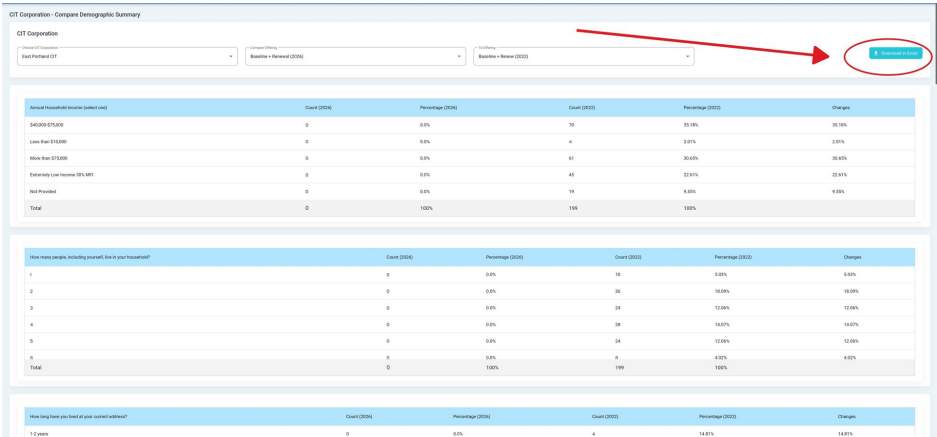 CIT Corporation - Compare Demographic Summary
CIT Corporation
Choose CIT Corporation
East Portland CIT
Compare Offering
Baseline + Renewal (2026)
To Offering
Baseline + Renew (2022)
Download in Excel
Annual Household income (select one) Count (2026) Percentage (2026) Count (2022) Percentage (2022) Changes
$40,000-$75,000 0 0.0% 70 35.18% 35.18%
Less than $10,000 0 0.0% 4 2.01% 2.01%
More than $75,000 0 0.0% 61 30.65% 30.65%
Extremely Low Income 30% MFI 0 0.0% 45 22.61% 22.61%
Not Provided 0 0.0% 19 9.55% 9.55%
Total 0 100% 199 100%
How many people, including yourself, live in your household? Count (2026) Percentage (2026) Count (2022) Percentage (2022) Changes
1 0 0.0% 10 5.03% 5.03%
2 0 0.0% 36 18.09% 18.09%
3 0 0.0% 24 12.06% 12.06%
4 0 0.0% 28 14.07% 14.07%
5 0 0.0% 24 12.06% 12.06%
6 0 0.0% 8 4.02% 4.02%
Total 0 100% 199 100%
How long have you lived at your current address? Count (2026) Percentage (2026) Count (2022) Percentage (2022) Changes
1-2 years 0 0.0% 4 14.81% 14.81%